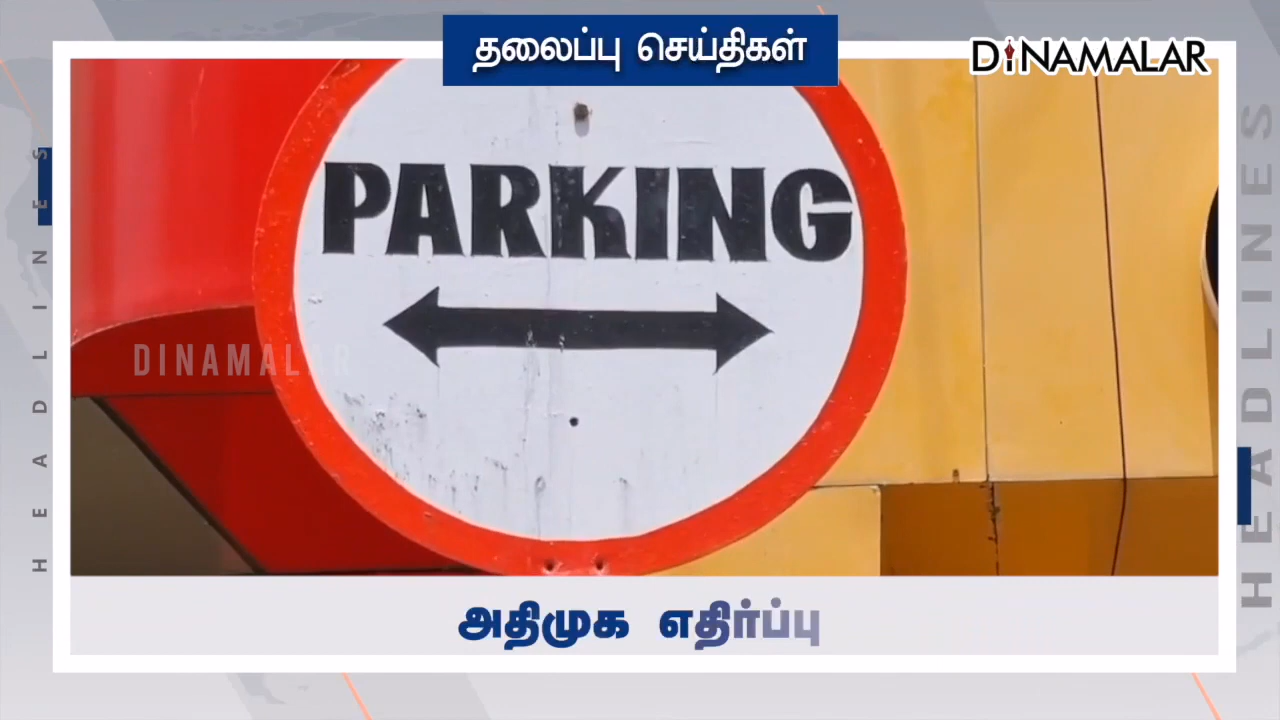 தலைப்பு செய்திகள்
DINAMALAR
PARKING
DINAMALAR
அதிமுக எதிர்ப்பு
HEADLINES
HEADLINES